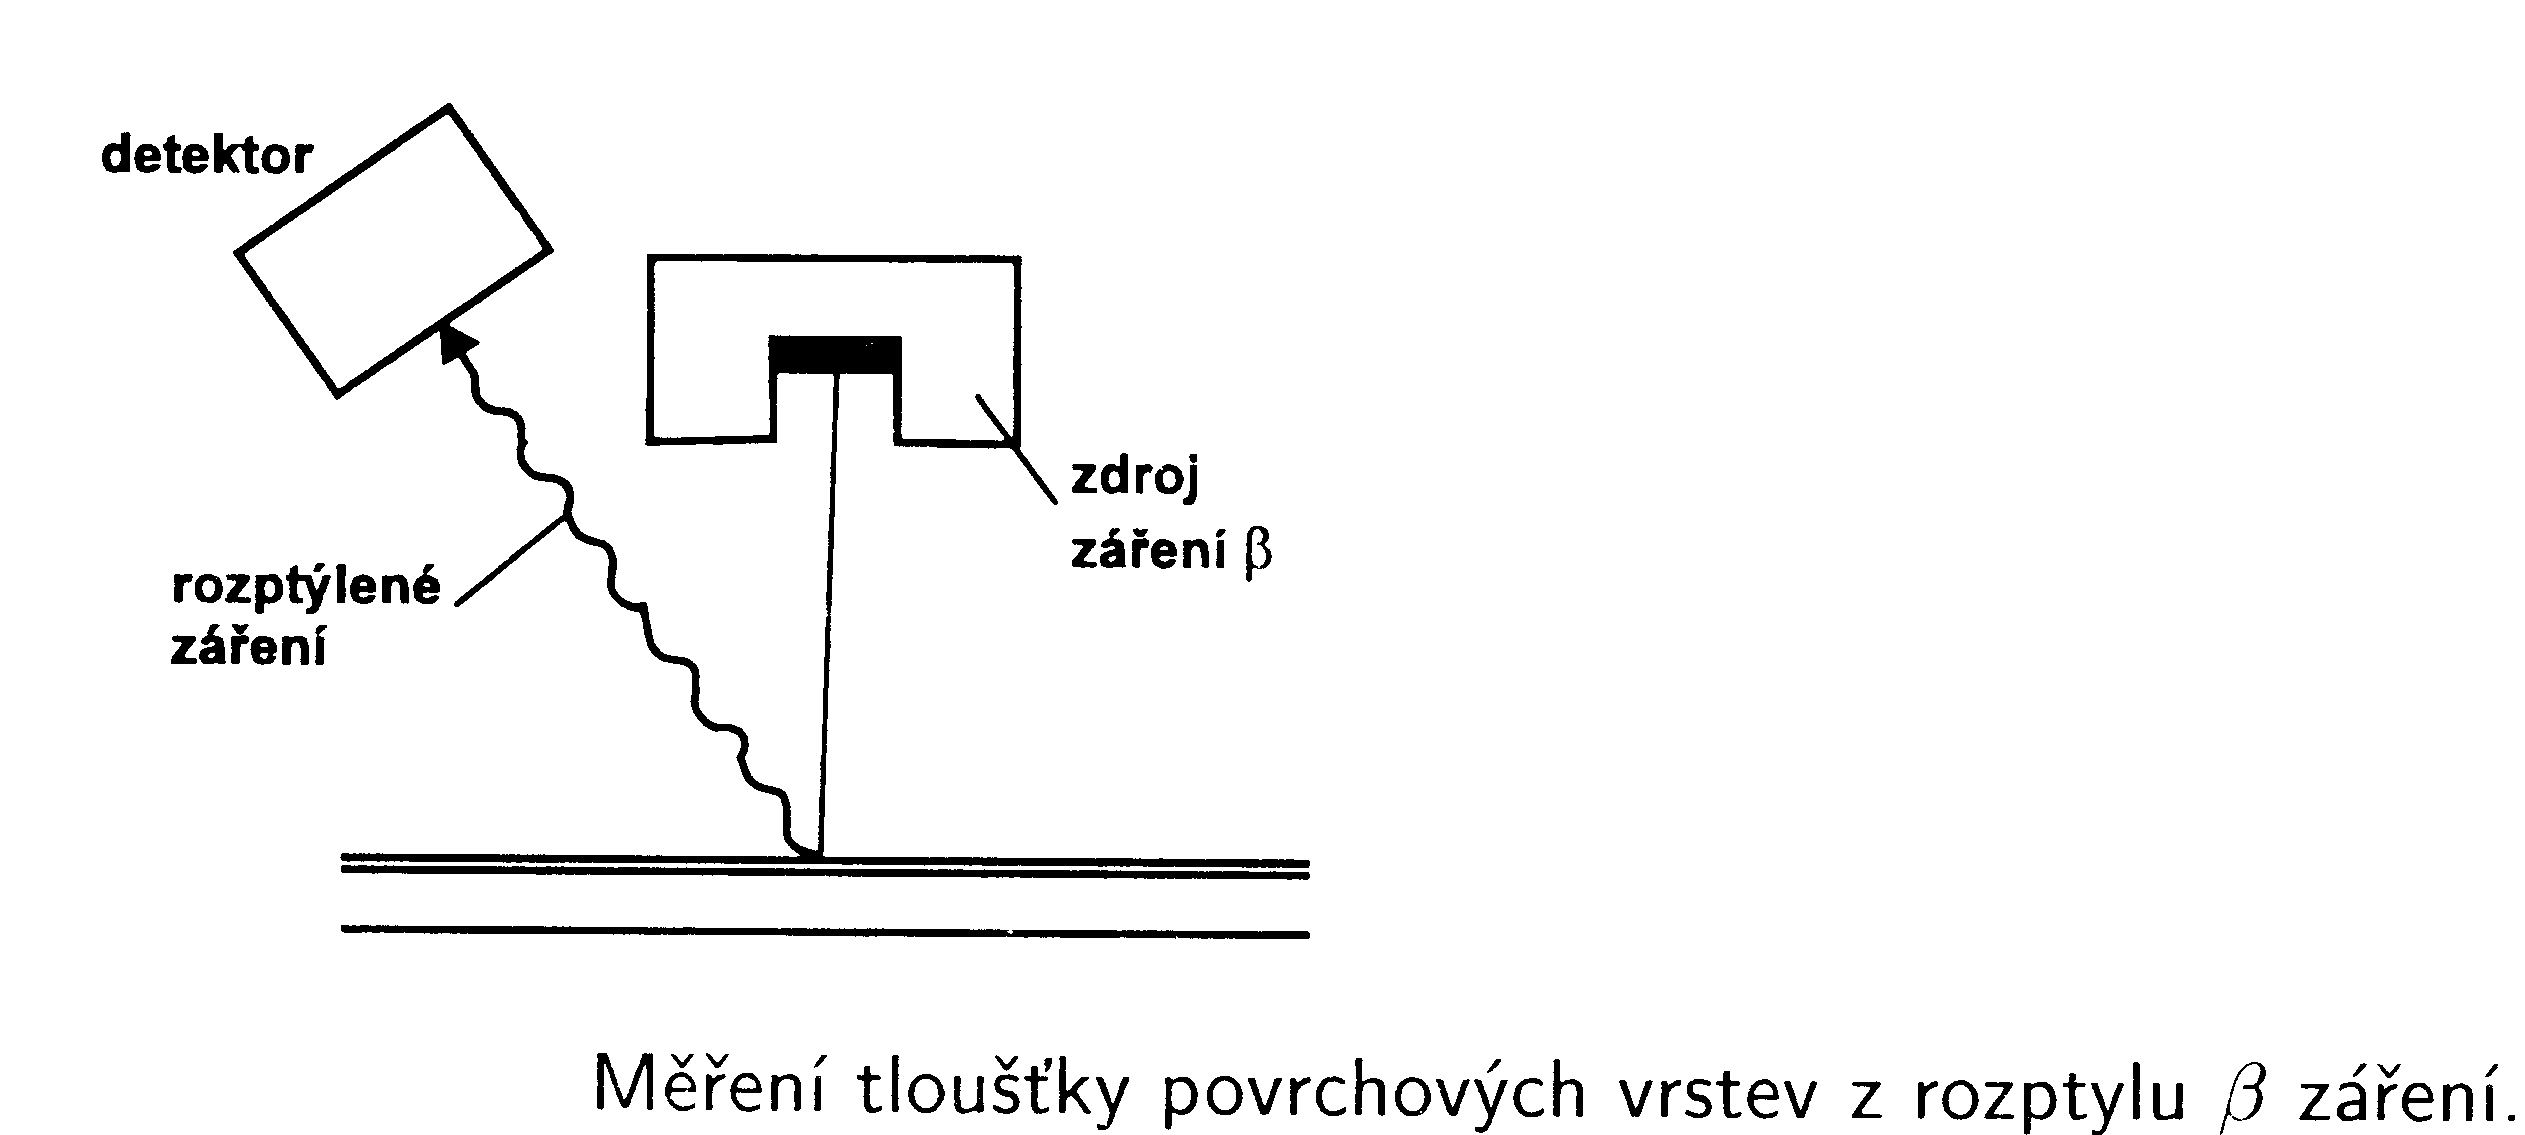 detektor
zdroj
záření β
rozptýlené
záření
Měření tloušťky povrchových vrstev z rozptylu β záření.